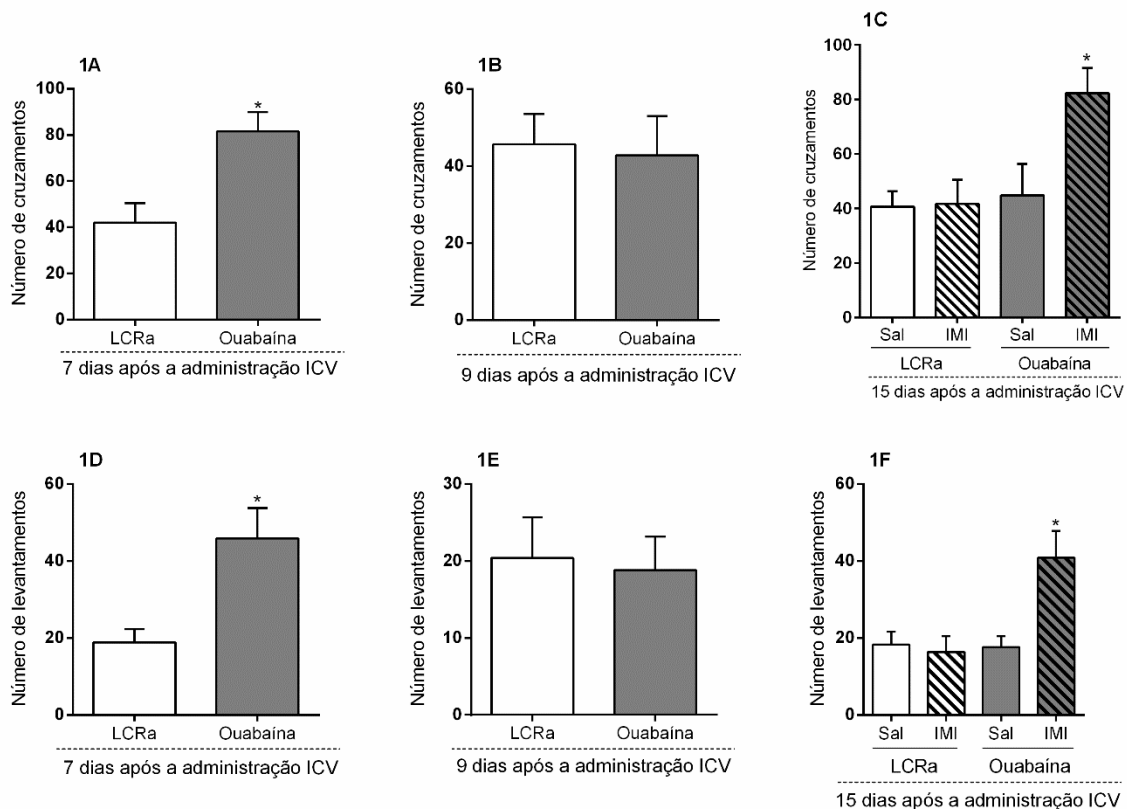 1A
Número de cruzamentos
100
80
60
40
20
0
*
LCRa Ouabaína
7 dias após a administração ICV
1B
Número de cruzamentos
60
40
20
0
LCRa Ouabaína
9 dias após a administração ICV
1C
Número de cruzamentos
100
80
60
40
20
0
*
Sal IMI Sal IMI
LCRa Ouabaína
15 dias após a administração ICV
1D
Número de levantamentos
60
40
20
0
*
LCRa Ouabaína
7 dias após a administração ICV
1E
Número de levantamentos
30
20
10
0
LCRa Ouabaína
9 dias após a administração ICV
1F
Número de levantamentos
60
40
20
0
*
Sal IMI Sal IMI
LCRa Ouabaína
15 dias após a administração ICV